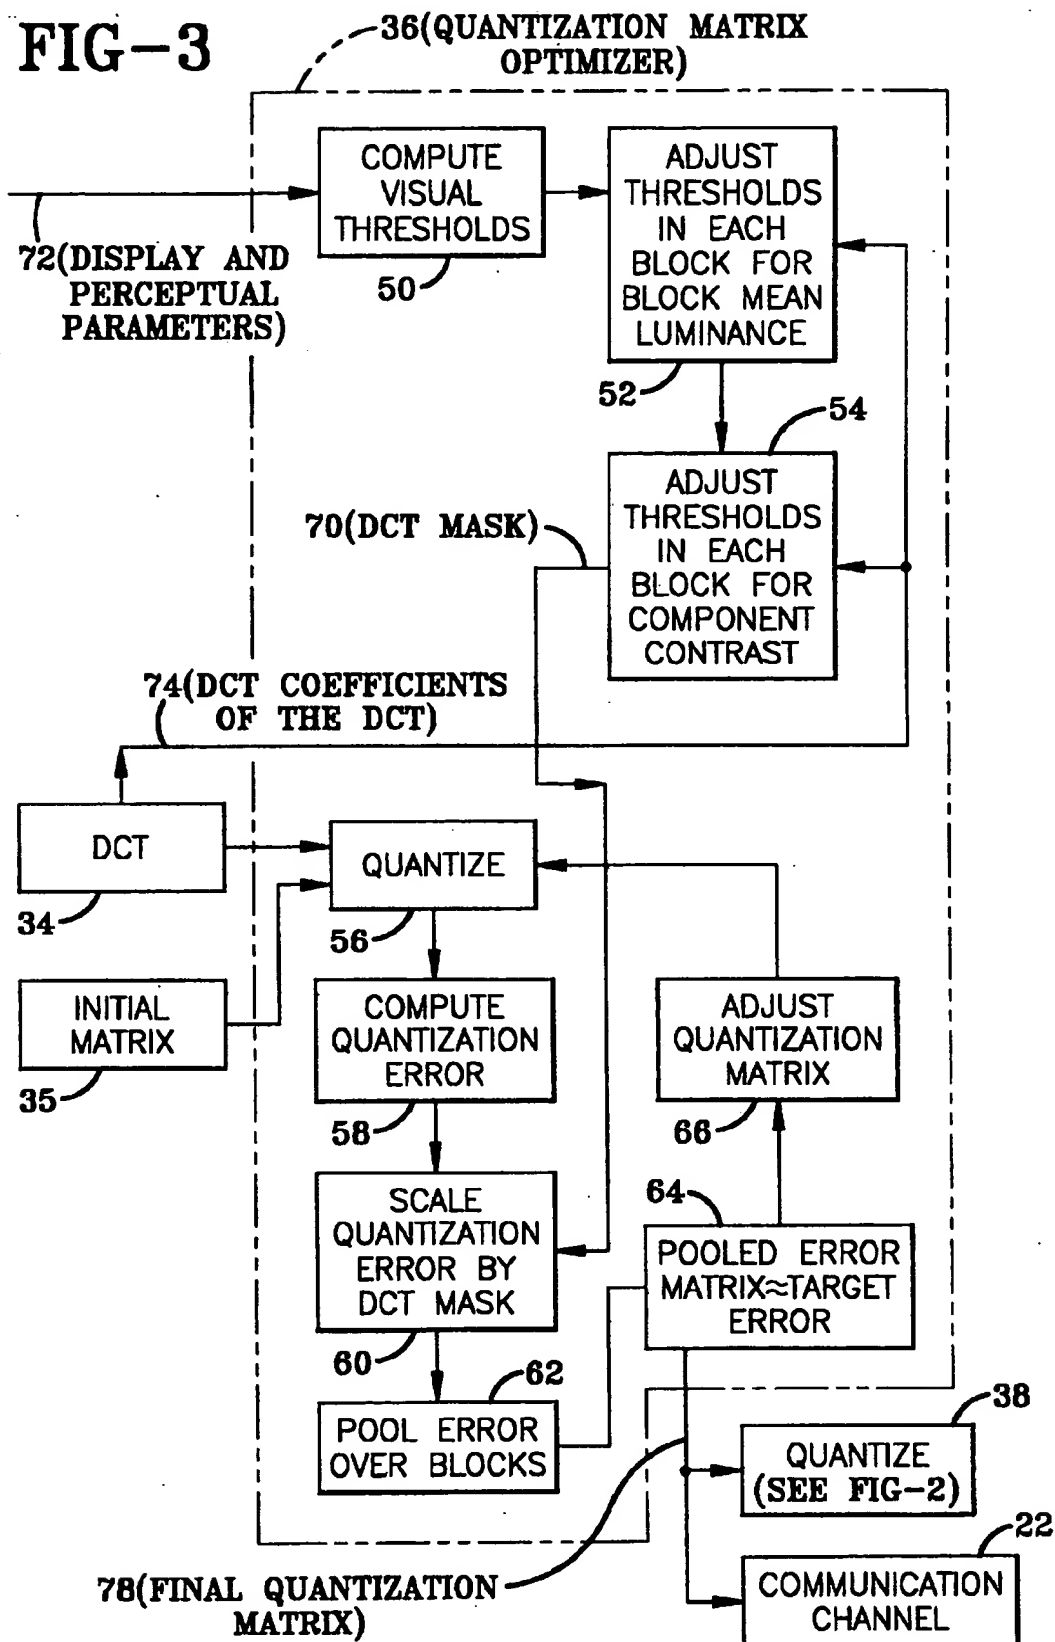 FIG-3
36(QUANTIZATION MATRIX
OPTIMIZER)
COMPUTE
VISUAL
THRESHOLDS
50
ADJUST
THRESHOLDS
IN EACH
BLOCK FOR
BLOCK MEAN
LUMINANCE
52
72(DISPLAY AND
PERCEPTUAL
PARAMETERS)
54
ADJUST
THRESHOLDS
IN EACH
BLOCK FOR
COMPONENT
CONTRAST
70(DCT MASK)
74(DCT COEFFICIENTS
OF THE DCT)
DCT
34
QUANTIZE
56
INITIAL
MATRIX
35
COMPUTE
QUANTIZATION
ERROR
58
ADJUST
QUANTIZATION
MATRIX
66
SCALE
QUANTIZATION
ERROR BY
DCT MASK
60
64
POOLED ERROR
MATRIX≈TARGET
ERROR
62
POOL ERROR
OVER BLOCKS
38
QUANTIZE
(SEE FIG-2)
22
COMMUNICATION
CHANNEL
78(FINAL QUANTIZATION
MATRIX)